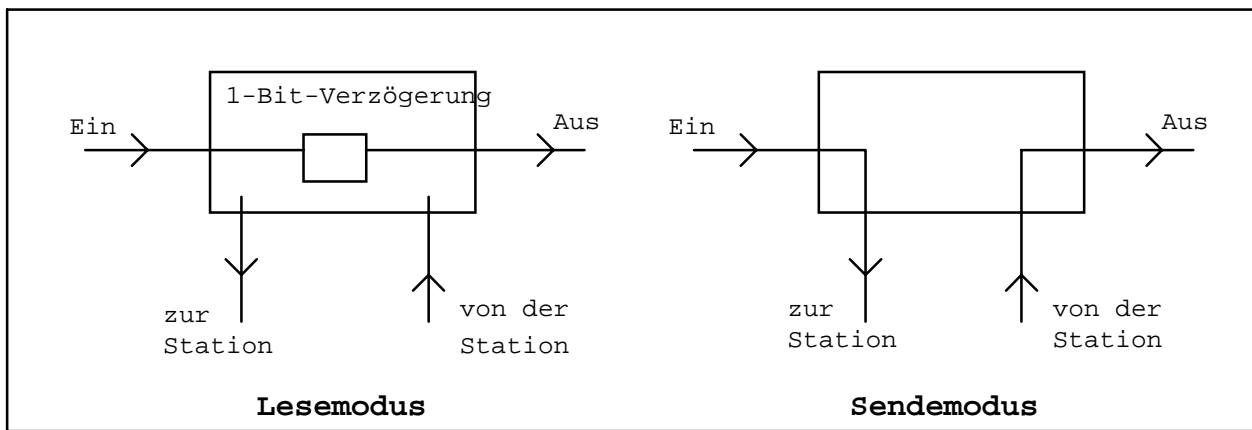 1-Bit-Verzögerung
Ein
Aus
zur
Station
von der
Station
Lesemodus
Ein
Aus
zur
Station
von der
Station
Sendemodus